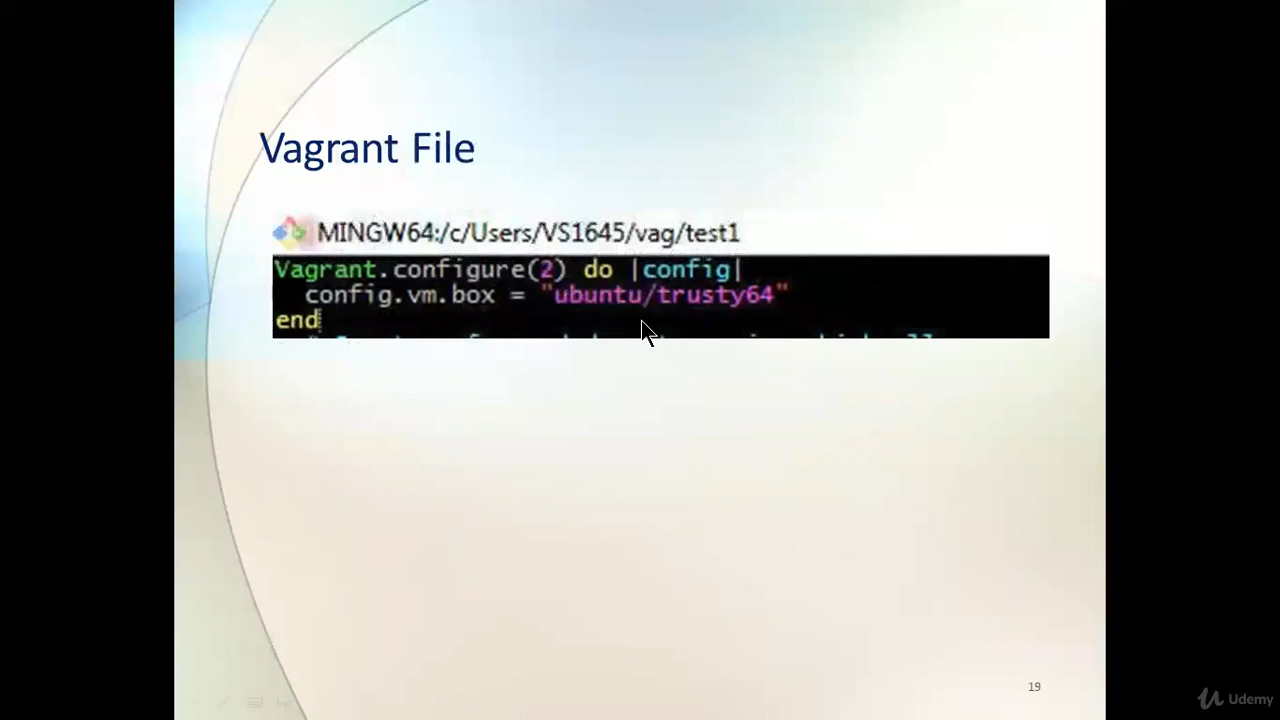 Vagrant File
MINGW64:/c/Users/VS1645/vag/test1
Vagrant.configure(2) do |config|
  config.vm.box = "ubuntu/trusty64"
end
19
Udemy